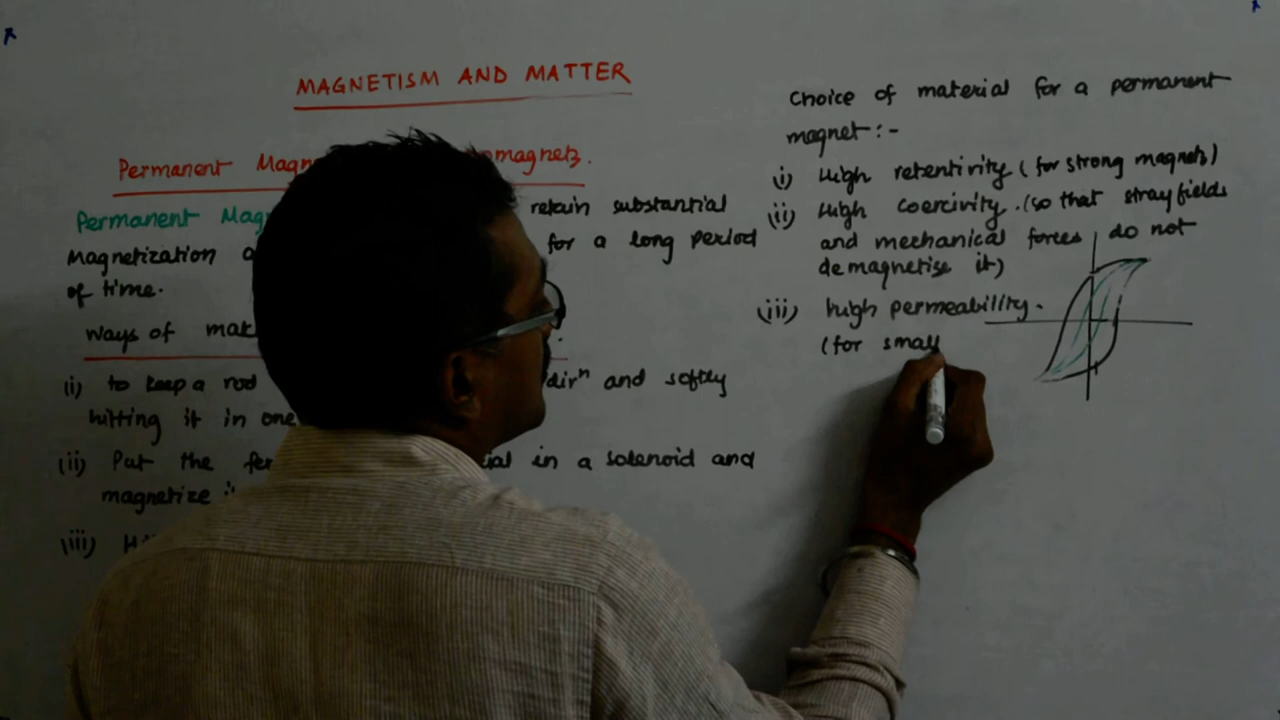 MAGNETISM AND MATTER
Permanent Magn omagnets.
Permanent Mag retain substantial
Magnetization for a long period
of time.
Ways of mak
(i) to keep a rod dirⁿ and softly
hitting it in one
(ii) Put the fer ial in a solenoid and
magnetize i
(iii) H
Choice of material for a permanent
magnet:-
(i) High retentivity (for strong magnets)
(ii) High coercivity. (so that stray fields
and mechanical forces do not
demagnetise it)
(iii) high permeability.
(for small